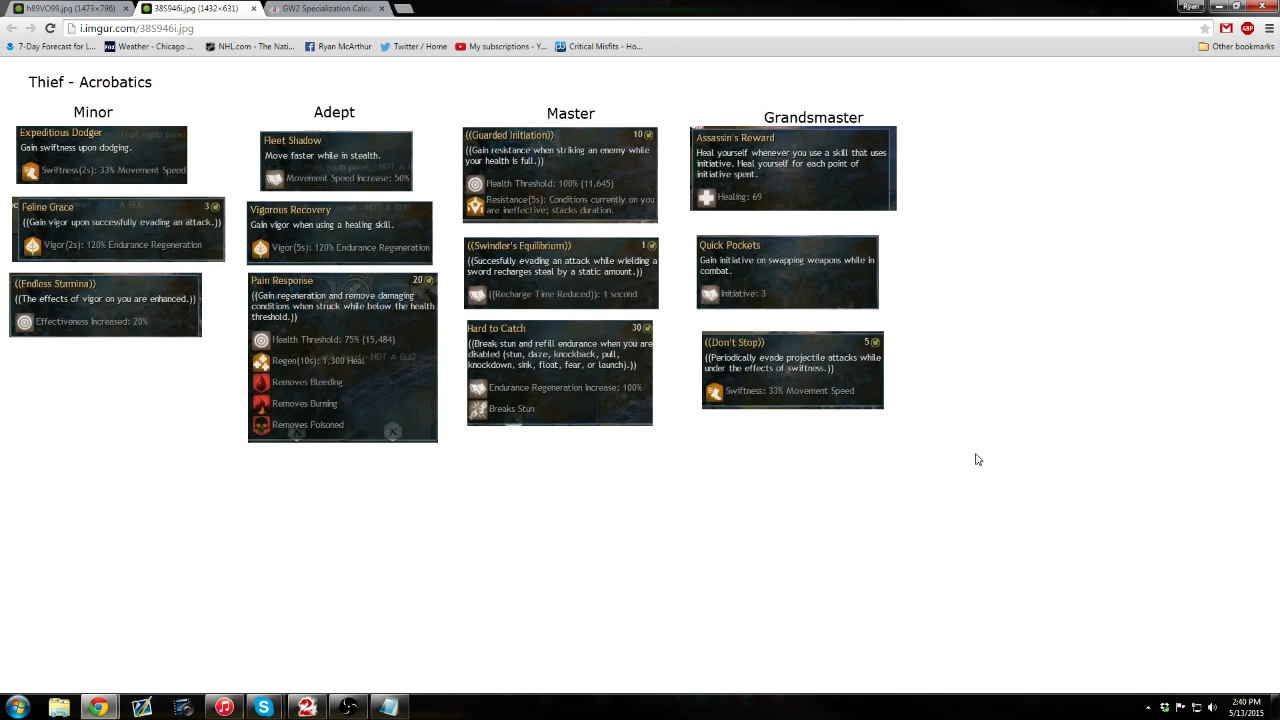 h89VO99.jpg (1473×796)
38S946i.jpg (1432×631)
GW2 Specialization Calcul
Ryan
i.imgur.com/38S946i.jpg
7-Day Forecast for L...
Weather - Chicago ...
NHL.com - The Nati...
Ryan McArthur
Twitter / Home
My subscriptions - Y...
Critical Misfits - Ho...
Other bookmarks
Thief - Acrobatics
Minor
Expeditious Dodger
Gain swiftness upon dodging.
Swiftness(2s): 33% Movement Speed
Feline Grace 3
((Gain vigor upon successfully evading an attack.))
Vigor(2s): 120% Endurance Regeneration
((Endless Stamina))
((The effects of vigor on you are enhanced.))
Effectiveness Increased: 20%
Adept
Fleet Shadow
Move faster while in stealth.
Movement Speed Increase: 50%
Vigorous Recovery
Gain vigor when using a healing skill.
Vigor(5s): 120% Endurance Regeneration
Pain Response 20
((Gain regeneration and remove damaging
conditions when struck while below the health
threshold.))
Health Threshold: 75% (15,484)
Regen(10s): 1,300 Heal
Removes Bleeding
Removes Burning
Removes Poisoned
Master
((Guarded Initiation)) 10
((Gain resistance when striking an enemy while
your health is full.))
Health Threshold: 100% (11,645)
Resistance(5s): Conditions currently on you
are ineffective; stacks duration.
((Swindler's Equilibrium)) 1
((Succesfully evading an attack while wielding a
sword recharges steal by a static amount.))
((Recharge Time Reduced)): 1 second
Hard to Catch 30
((Break stun and refill endurance when you are
disabled (stun, daze, knockback, pull,
knockdown, sink, float, fear, or launch).))
Endurance Regeneration Increase: 100%
Breaks Stun
Grandsmaster
Assassin's Reward
Heal yourself whenever you use a skill that uses
initiative. Heal yourself for each point of
initiative spent.
Healing: 69
Quick Pockets
Gain initiative on swapping weapons while in
combat.
Initiative: 3
((Don't Stop)) 5
((Periodically evade projectile attacks while
under the effects of swiftness.))
Swiftness: 33% Movement Speed
2:40 PM
5/13/2015